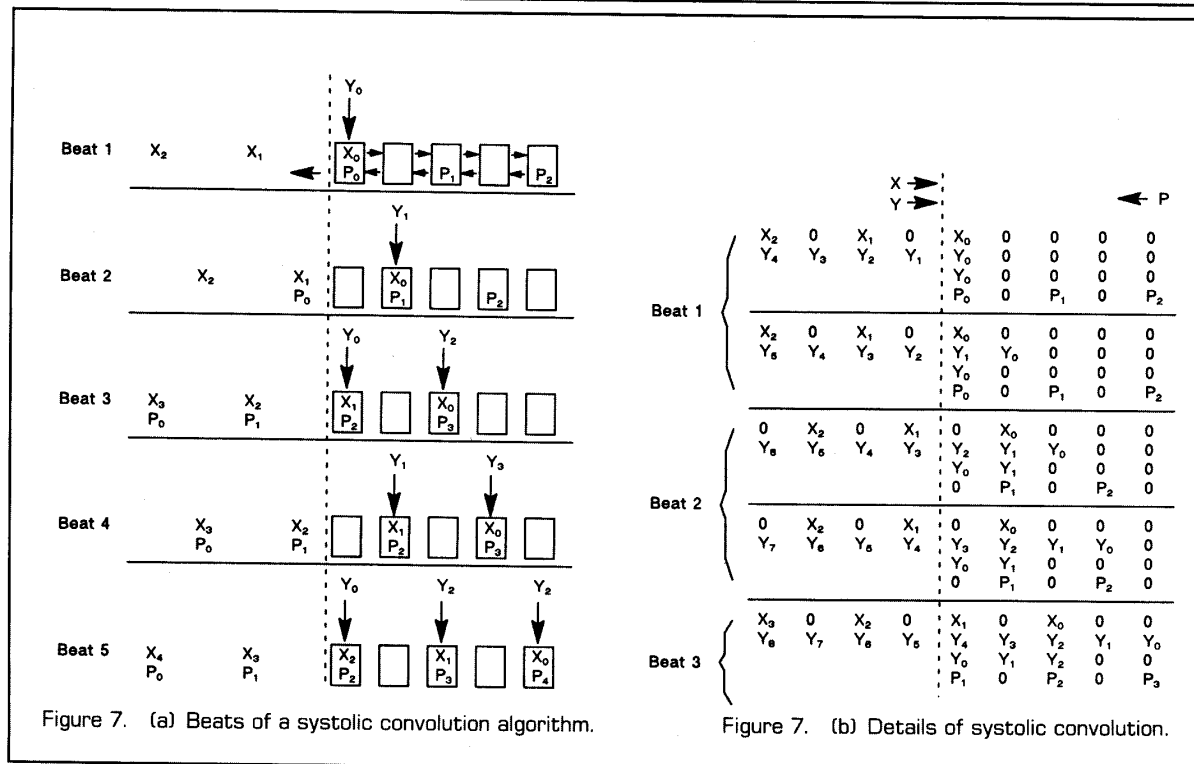 Y₀
Beat 1 X₂ X₁ X₀
P₀ P₁ P₂
Y₁
Beat 2 X₂ X₁ X₀
P₀ P₁ P₂
Y₀ Y₂
Beat 3 X₃ X₂ X₁ X₀
P₀ P₁ P₂ P₃
Y₁ Y₃
Beat 4 X₃ X₂ X₁ X₀
P₀ P₁ P₂ P₃
Y₀ Y₂ Y₂
Beat 5 X₄ X₃ X₂ X₁ X₀
P₀ P₁ P₂ P₃ P₄
Figure 7. (a) Beats of a systolic convolution algorithm.
X
Y P
Beat 1
X₂ 0 X₁ 0 X₀ 0 0 0 0
Y₄ Y₃ Y₂ Y₁ Y₀ 0 0 0 0
Y₀ 0 0 0 0
P₀ 0 P₁ 0 P₂
X₂ 0 X₁ 0 X₀ 0 0 0 0
Y₅ Y₄ Y₃ Y₂ Y₁ Y₀ 0 0 0
Y₀ 0 0 0 0
P₀ 0 P₁ 0 P₂
Beat 2
0 X₂ 0 X₁ 0 X₀ 0 0 0
Y₆ Y₅ Y₄ Y₃ Y₂ Y₁ Y₀ 0 0
Y₀ Y₁ 0 0 0
0 P₁ 0 P₂ 0
0 X₂ 0 X₁ 0 X₀ 0 0 0
Y₇ Y₆ Y₅ Y₄ Y₃ Y₂ Y₁ Y₀ 0
Y₀ Y₁ 0 0 0
0 P₁ 0 P₂ 0
Beat 3
X₃ 0 X₂ 0 X₁ 0 X₀ 0 0
Y₈ Y₇ Y₆ Y₅ Y₄ Y₃ Y₂ Y₁ Y₀
Y₀ Y₁ Y₂ 0 0
P₁ 0 P₂ 0 P₃
Figure 7. (b) Details of systolic convolution.